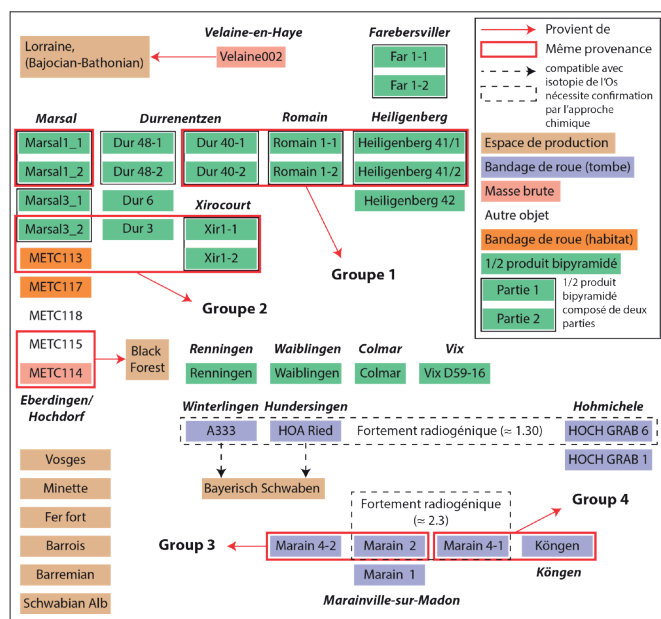 Lorraine,
(Bajocian-Bathonian)
Velaine-en-Haye
Velaine002
Farebersviller
Far 1-1
Far 1-2
Provient de
Même provenance
compatible avec
isotopie de l'Os
nécessite confirmation
par l'approche
chimique
Espace de production
Bandage de roue (tombe)
Masse brute
Autre objet
Bandage de roue (habitat)
1/2 produit bipyramidé
Partie 1
Partie 2
1/2 produit
bipyramidé
composé de deux
parties
Marsal
Durrenentzen
Romain
Heiligenberg
Marsal1_1
Dur 48-1
Dur 40-1
Romain 1-1
Heiligenberg 41/1
Marsal1_2
Dur 48-2
Dur 40-2
Romain 1-2
Heiligenberg 41/2
Marsal3_1
Dur 6
Xirocourt
Heiligenberg 42
Marsal3_2
Dur 3
Xir1-1
METC113
Xir1-2
Groupe 1
METC117
Groupe 2
METC118
METC115
METC114
Black
Forest
Eberdingen/
Hochdorf
Renningen
Waiblingen
Colmar
Vix
Renningen
Waiblingen
Colmar
Vix D59-16
Winterlingen
Hundersingen
Hohmichele
A333
HOA Ried
Fortement radiogénique (≈ 1.30)
HOCH GRAB 6
HOCH GRAB 1
Bayerisch Schwaben
Vosges
Minette
Fer fort
Barrois
Barremian
Schwabian Alb
Fortement radiogénique
(≈ 2.3)
Group 4
Group 3
Marain 4-2
Marain 2
Marain 4-1
Köngen
Marain 1
Köngen
Marainville-sur-Madon